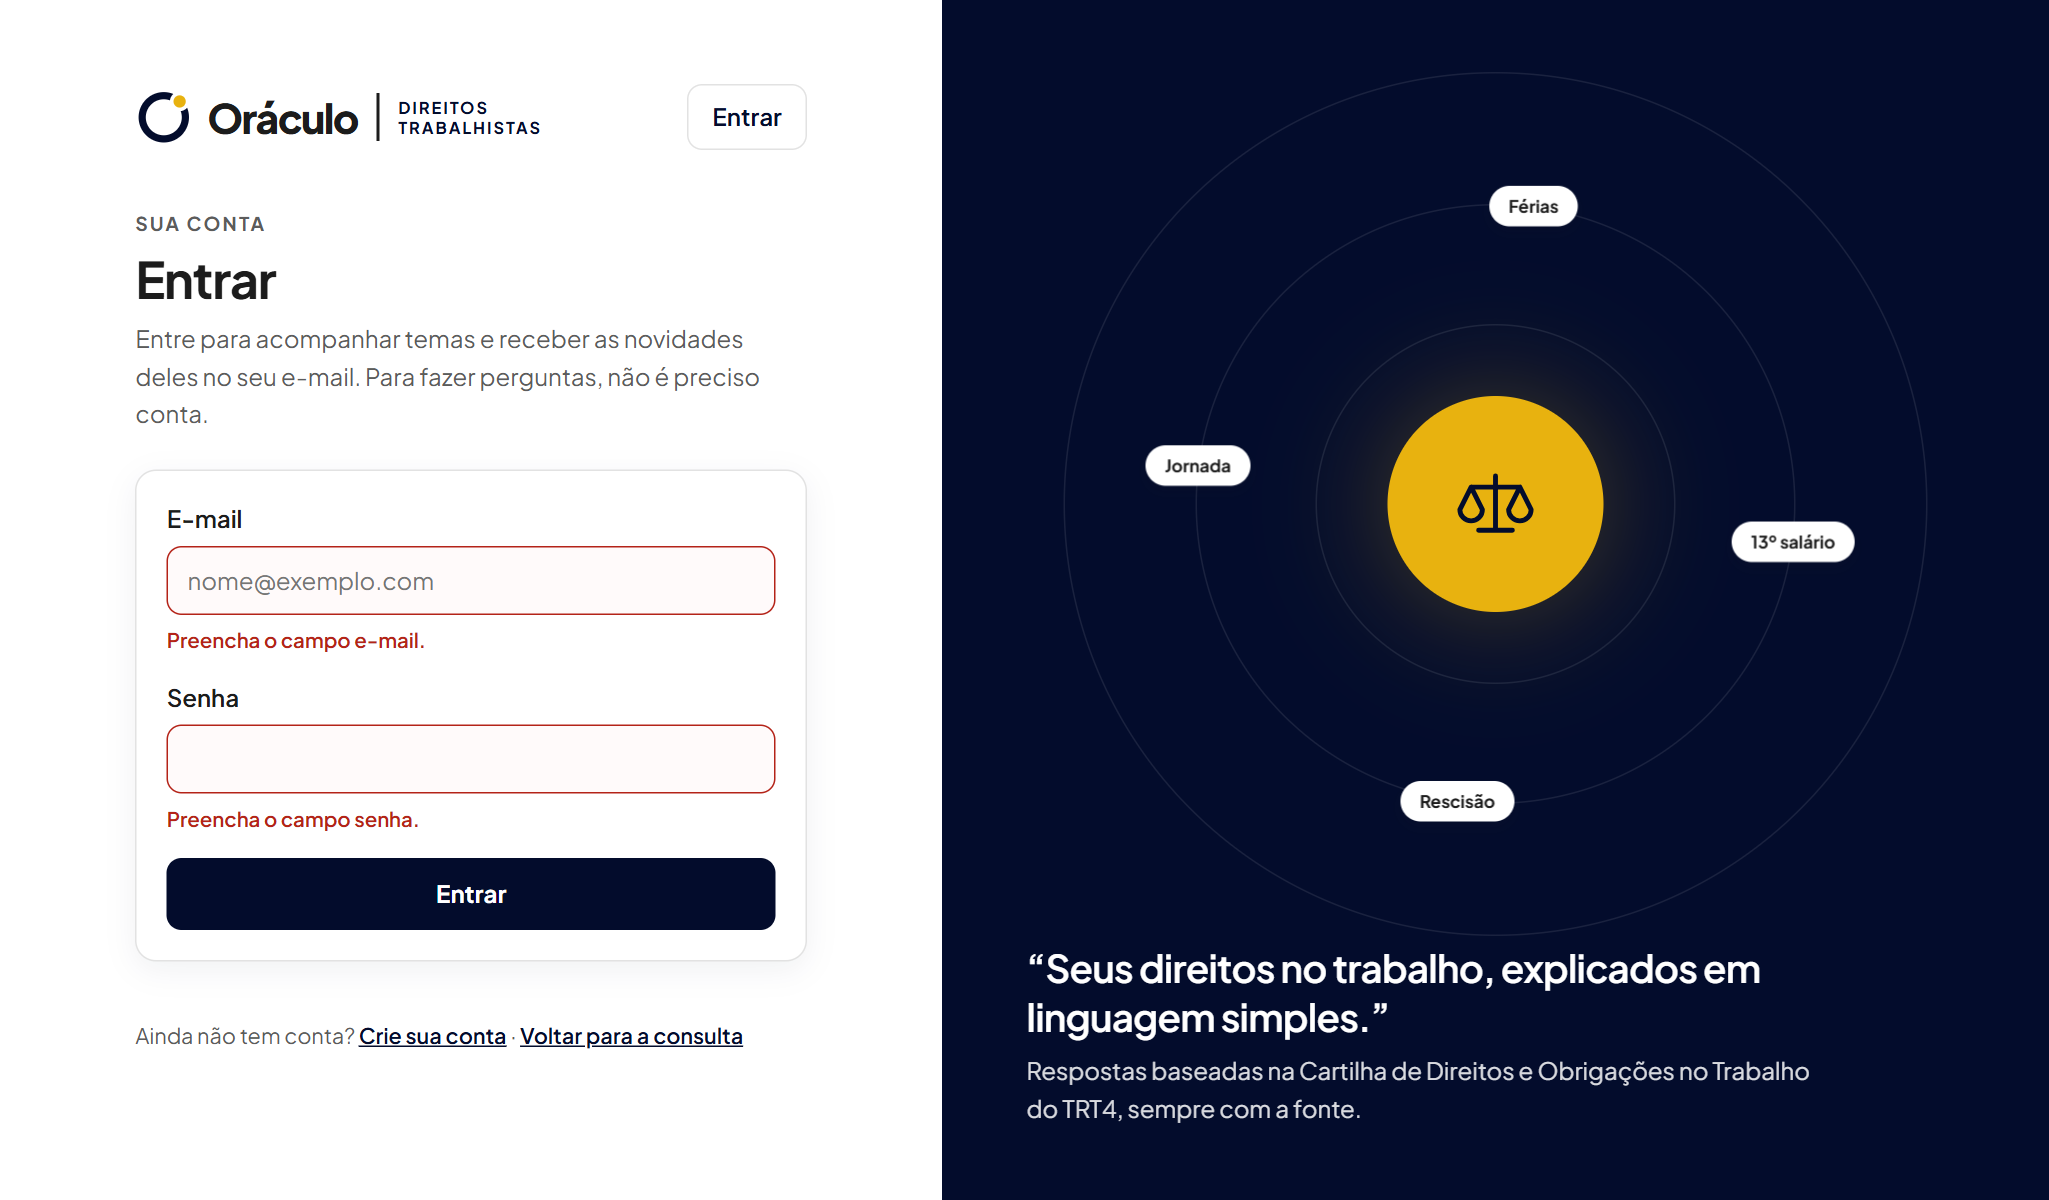 Oráculo
DIREITOS
TRABALHISTAS
Entrar
SUA CONTA
Entrar
Entre para acompanhar temas e receber as novidades
deles no seu e-mail. Para fazer perguntas, não é preciso
conta.
E-mail
nome@exemplo.com
Preencha o campo e-mail.
Senha
Preencha o campo senha.
Entrar
Ainda não tem conta? Crie sua conta · Voltar para a consulta
Férias
Jornada
13º salário
Rescisão
“Seus direitos no trabalho, explicados em
linguagem simples.”
Respostas baseadas na Cartilha de Direitos e Obrigações no Trabalho
do TRT4, sempre com a fonte.